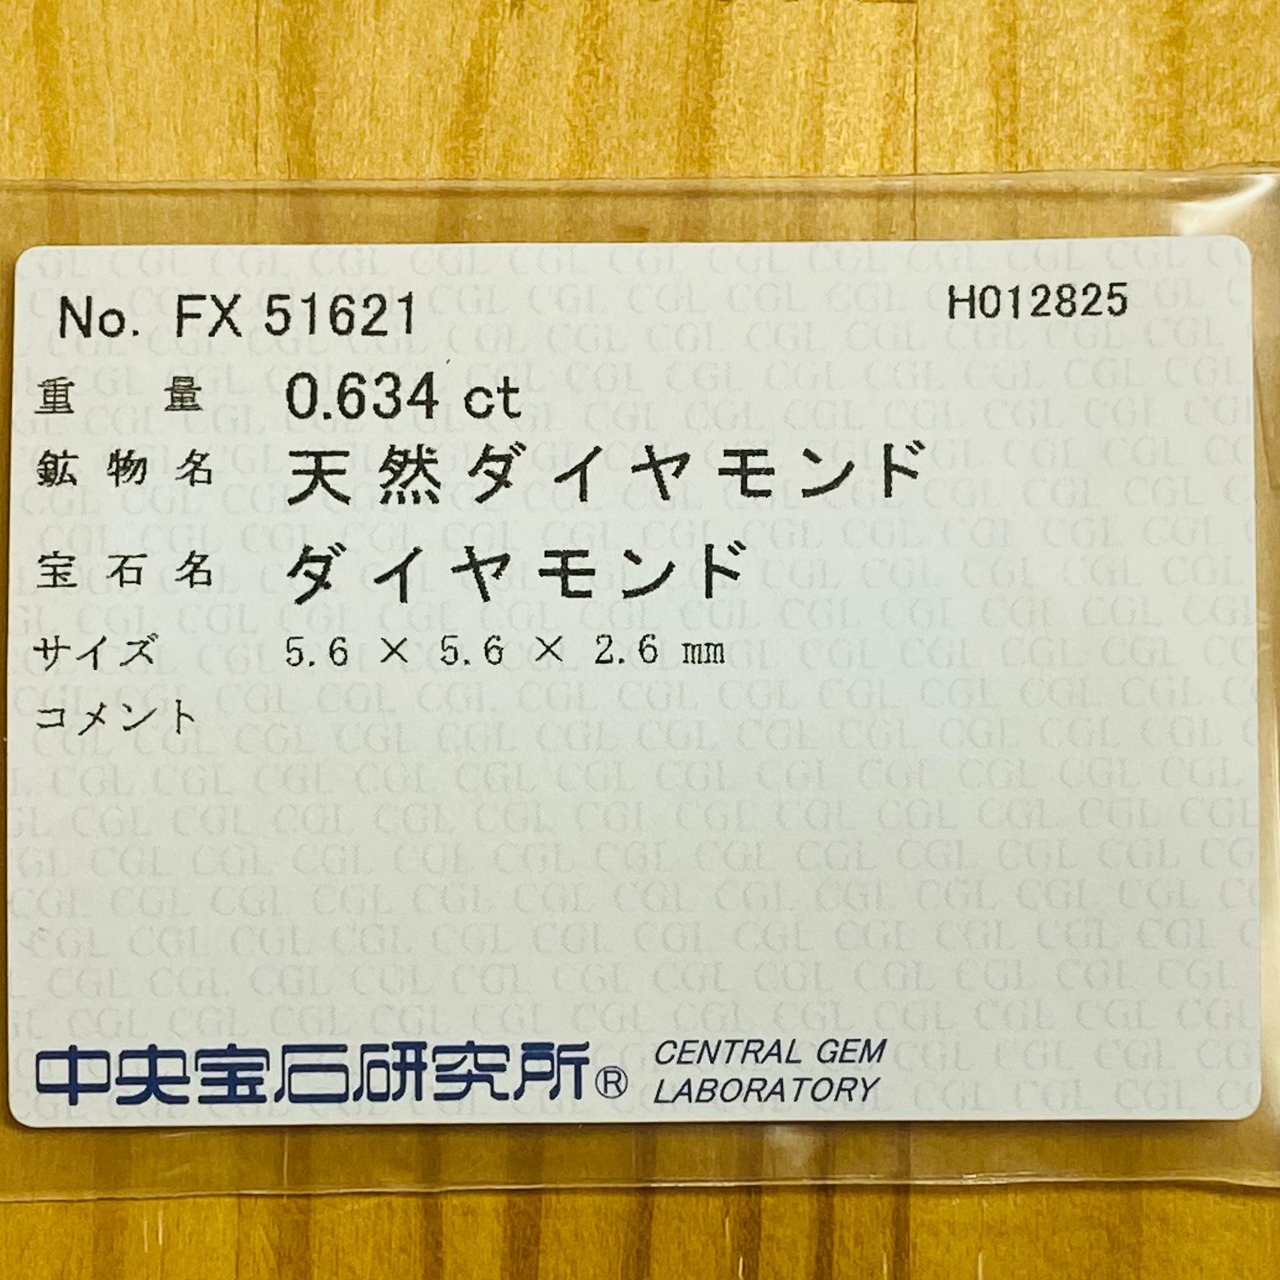 No. FX 51621 H012825
重量 0.634 ct
鉱物名 天然ダイヤモンド
宝石名 ダイヤモンド
サイズ 5.6 × 5.6 × 2.6 mm
コメント
中央宝石研究所® CENTRAL GEM
LABORATORY